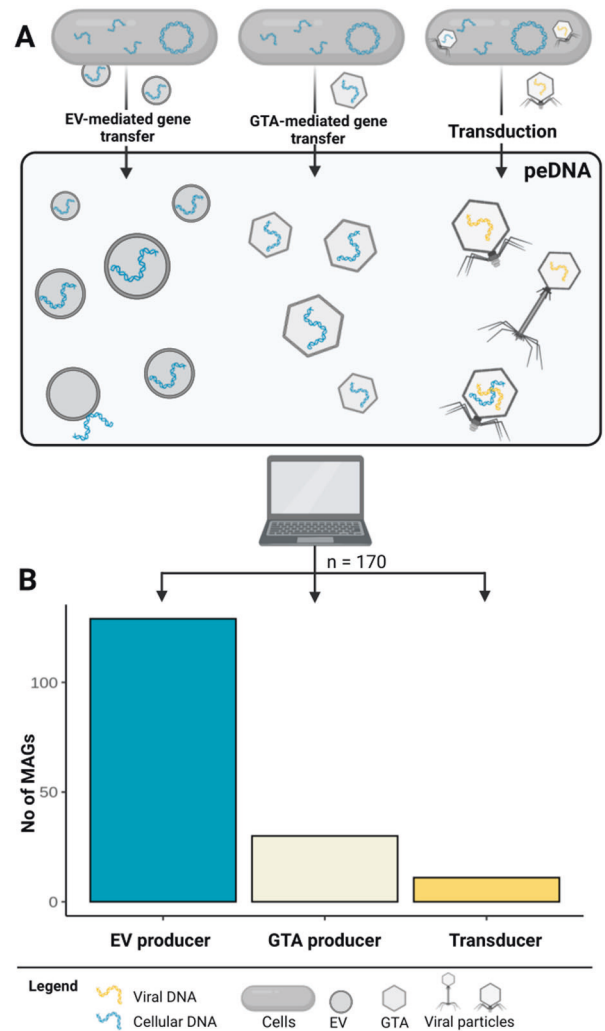 A
EV-mediated gene
transfer
GTA-mediated gene
transfer
Transduction
peDNA
n = 170
B
No of MAGs
100
50
0
EV producer
GTA producer
Transducer
Legend
Viral DNA
Cellular DNA
Cells
EV
GTA
Viral particles